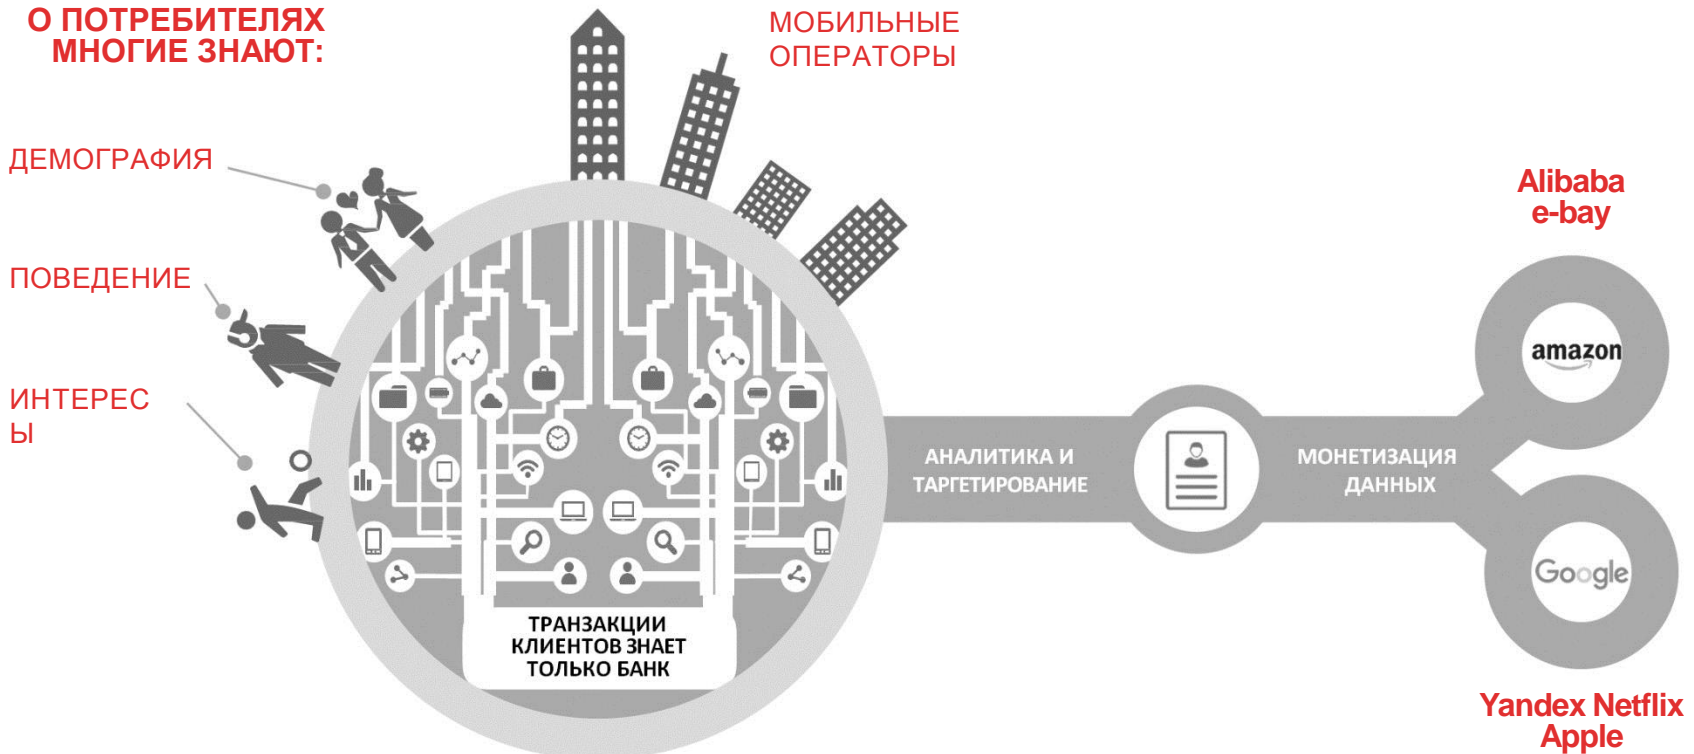 О ПОТРЕБИТЕЛЯХ
МНОГИЕ ЗНАЮТ:
МОБИЛЬНЫЕ
ОПЕРАТОРЫ
ДЕМОГРАФИЯ
ПОВЕДЕНИЕ
ИНТЕРЕС
Ы
ТРАНЗАКЦИИ
КЛИЕНТОВ ЗНАЕТ
ТОЛЬКО БАНК
АНАЛИТИКА И
ТАРГЕТИРОВАНИЕ
МОНЕТИЗАЦИЯ
ДАННЫХ
Alibaba
e-bay
amazon
Google
Yandex Netflix
Apple